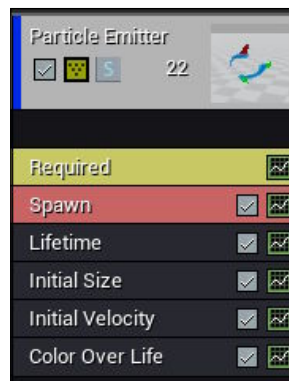 Particle Emitter
S 22
Required
Spawn
Lifetime
Initial Size
Initial Velocity
Color Over Life